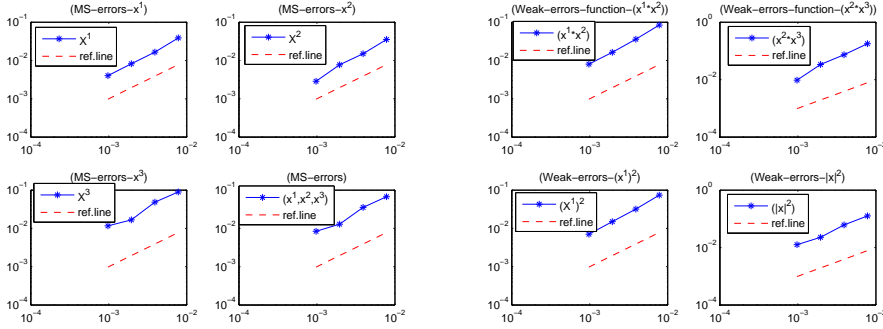 (MS−errors−x¹)
10⁻¹
10⁻²
10⁻³
10⁻⁴
10⁻⁴
10⁻³
10⁻²
X¹
ref.line
(MS−errors−x²)
10⁻¹
10⁻²
10⁻³
10⁻⁴
10⁻⁴
10⁻³
10⁻²
X²
ref.line
(Weak−errors−function−(x¹*x²))
10⁻¹
10⁻²
10⁻³
10⁻⁴
10⁻⁴
10⁻³
10⁻²
(x¹*x²)
ref.line
(Weak−errors−function−(x²*x³))
10⁰
10⁻²
10⁻⁴
10⁻⁴
10⁻³
10⁻²
(x²*x³)
ref.line
(MS−errors−x³)
10⁻¹
10⁻²
10⁻³
10⁻⁴
10⁻⁴
10⁻³
10⁻²
X³
ref.line
(MS−errors)
10⁻¹
10⁻²
10⁻³
10⁻⁴
10⁻⁴
10⁻³
10⁻²
(x¹,x²,x³)
ref.line
(Weak−errors−(x¹)²)
10⁻¹
10⁻²
10⁻³
10⁻⁴
10⁻⁴
10⁻³
10⁻²
(X¹)²
ref.line
(Weak−errors−|x|²)
10⁰
10⁻²
10⁻⁴
10⁻⁴
10⁻³
10⁻²
(|x|²)
ref.line